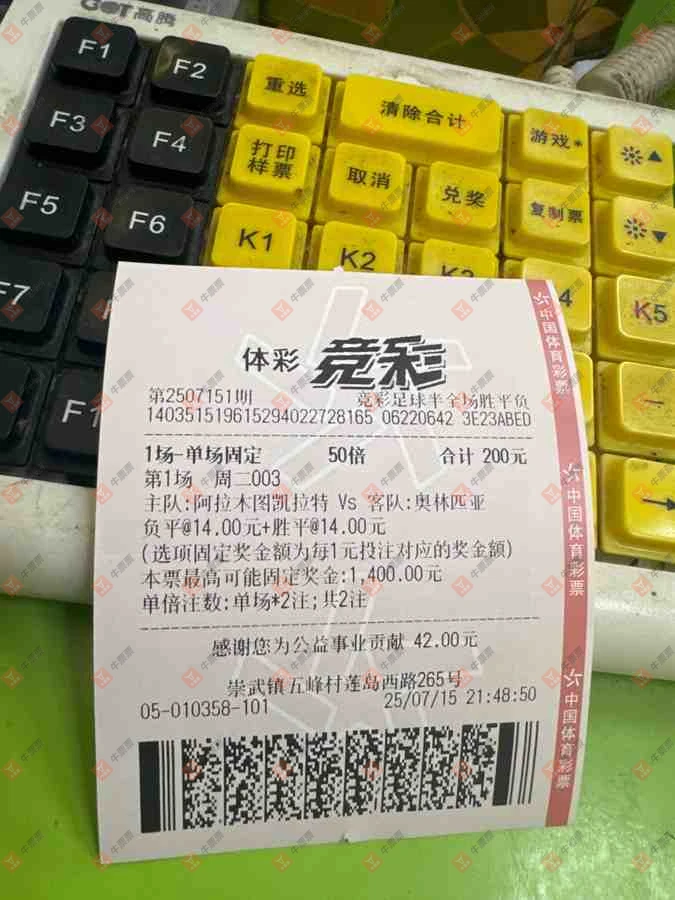 GOT高腾
F1
F2
重选
清除合计
游戏*
▲
F3
F4
打印
样票
取消
兑奖
复制票
▼
F5
F6
K1
K2
K3
4
K5
F7
F
F1
体彩 竞彩
第2507151期 竞彩足球半全场胜平负
140351519615294022728165 06220642 3E23ABED
1场-单场固定 50倍 合计 200元
第1场 周二003
主队:阿拉木图凯拉特 Vs 客队:奥林匹亚
负平@14.00元+胜平@14.00元
(选项固定奖金额为每1元投注对应的奖金额)
本票最高可能固定奖金:1,400.00元
单倍注数:单场*2注;共2注
感谢您为公益事业贡献 42.00元
崇武镇五峰村莲岛西路265号
05-010358-101 25/07/15 21:48:50
中国体育彩票
中国体育彩票
中国体育彩票
牛票票